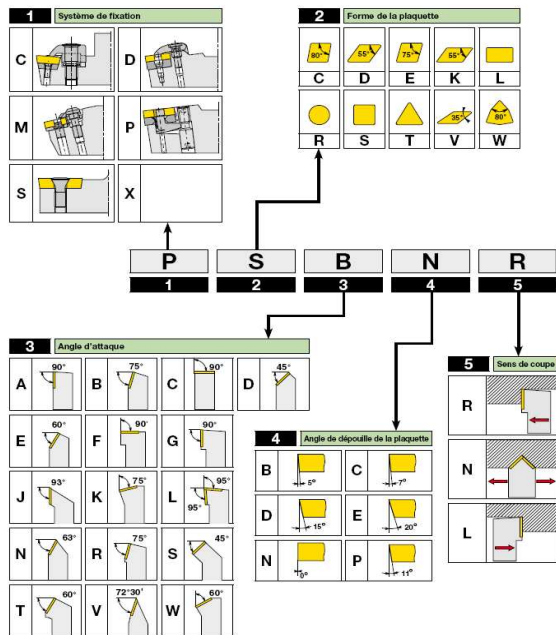 1 Système de fixation
C D
M P
S X
2 Forme de la plaquette
80° 55° 75° 55°
C D E K L
35° 80°
R S T V W
P S B N R
1 2 3 4 5
3 Angle d'attaque
A 90° B 75° C 90° D 45°
E 60° F 90° G 90°
J 93° K 75° L 95° 95°
N 63° R 75° S 45°
T 60° V 72°30' W 60°
4 Angle de dépouille de la plaquette
B 5° C 7°
D 15° E 20°
N 0° P 11°
5 Sens de coupe
R
N
L